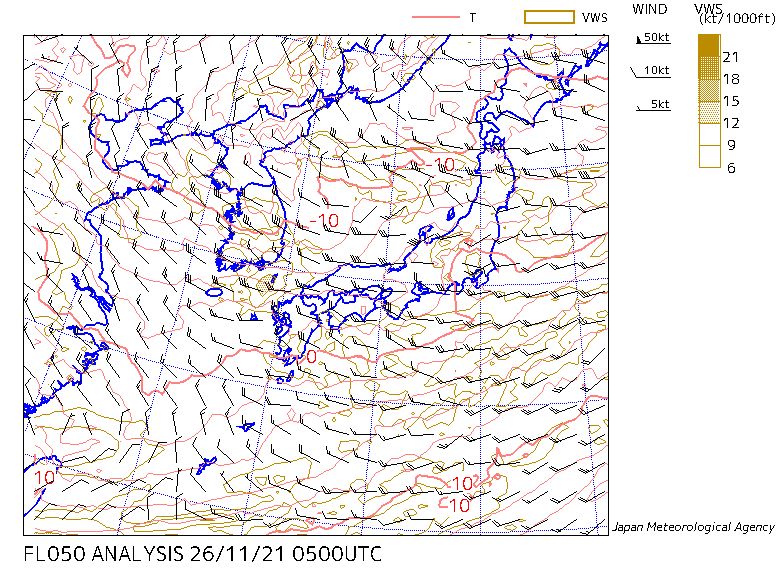 T
VWS
WIND
VWS
(kt/1000ft)
50kt
10kt
5kt
21
18
15
12
9
6
-10
-10
0
10
10
10
Japan Meteorological Agency
FL050 ANALYSIS 26/11/21 0500UTC